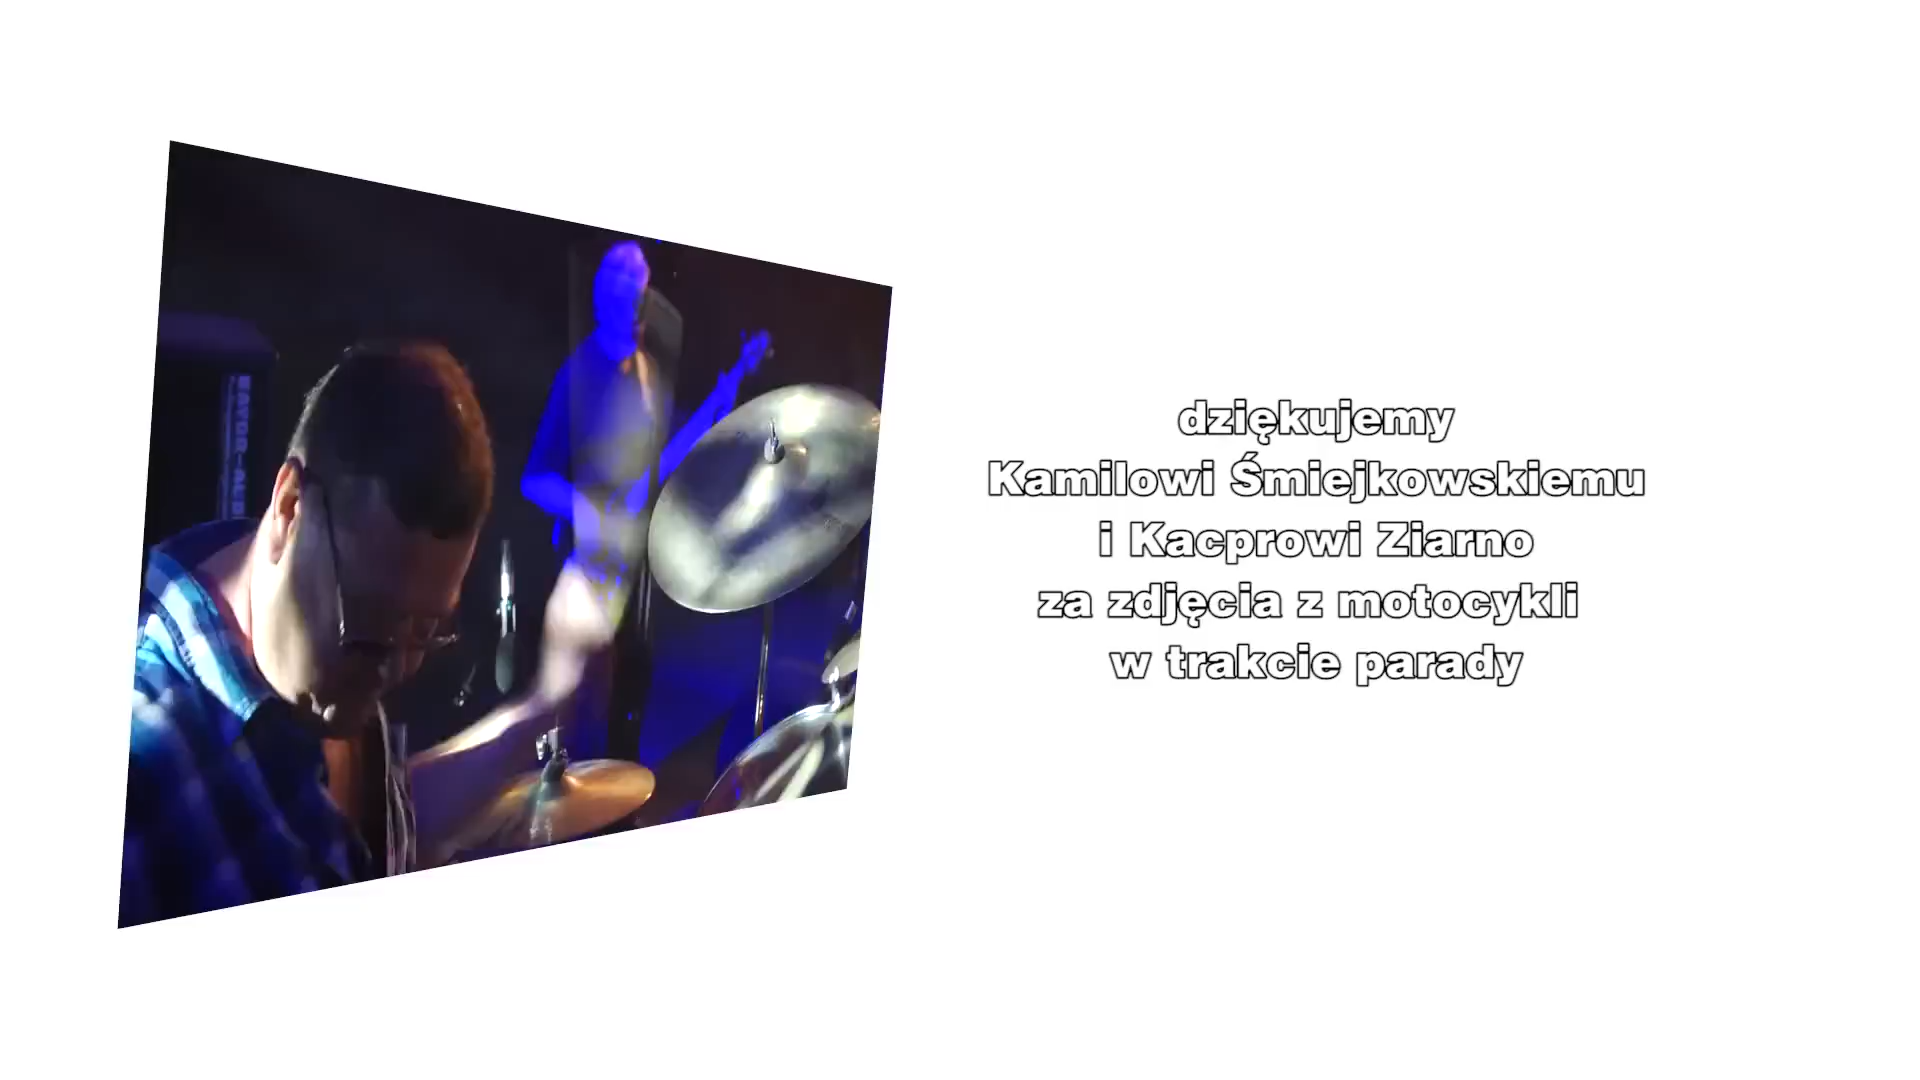 dziękujemy
Kamilowi Śmiejkowskiemu
i Kacprowi Ziarno
za zdjęcia z motocykli
w trakcie parady